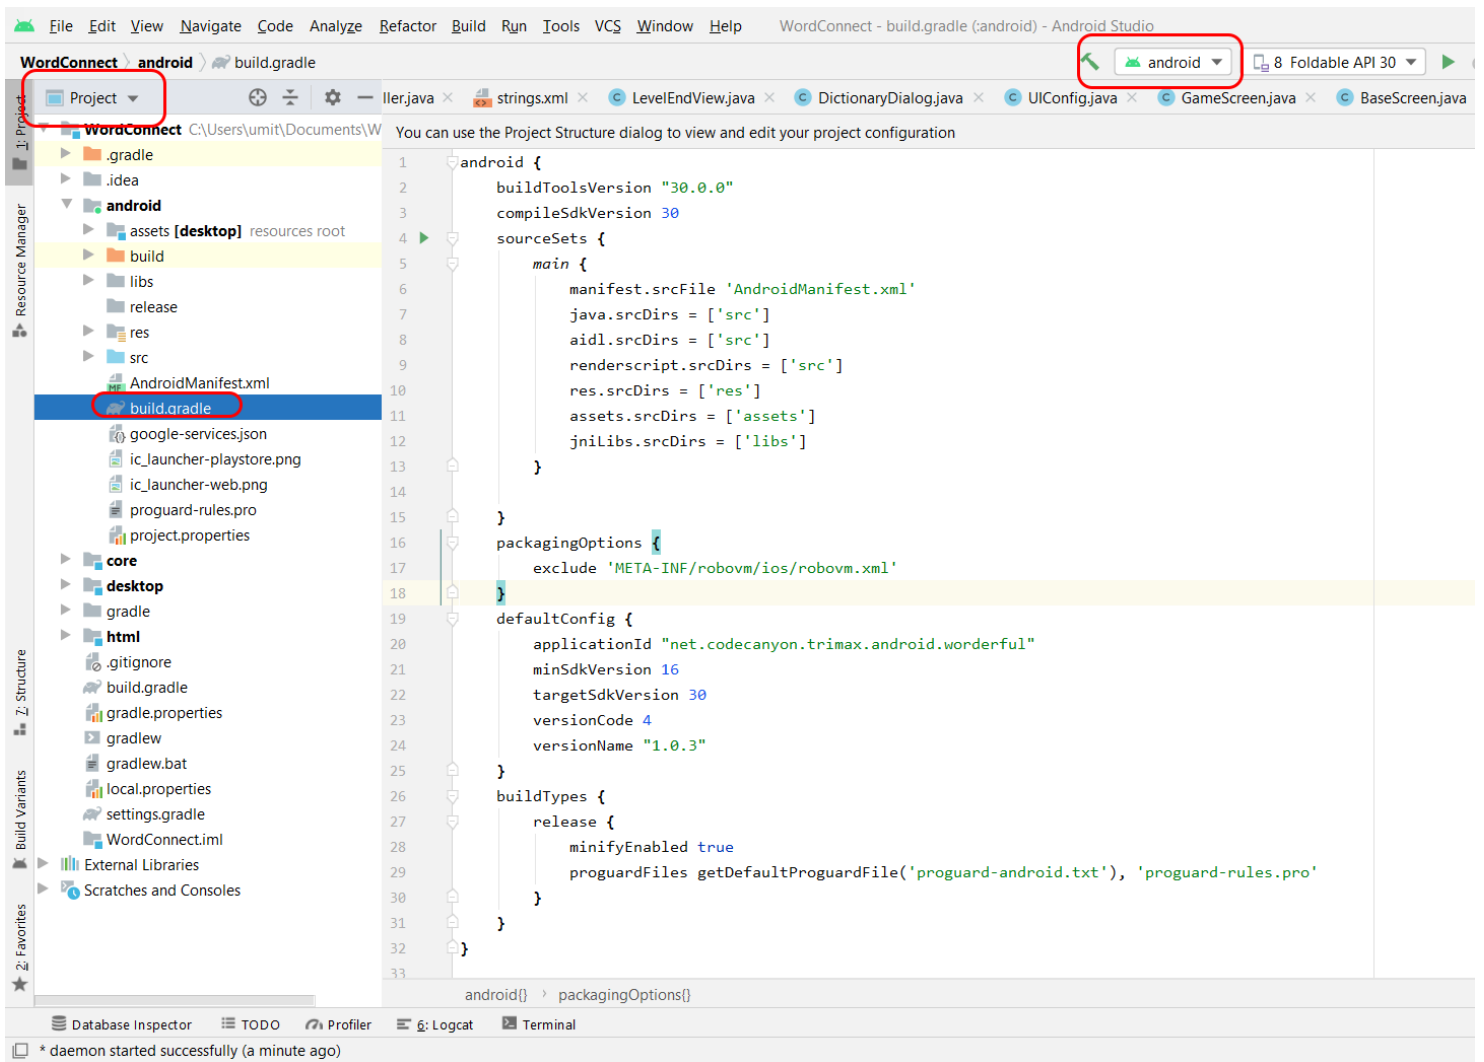 File Edit View Navigate Code Analyze Refactor Build Run Tools VCS Window Help WordConnect - build.gradle (:android) - Android Studio
WordConnect android build.gradle android 8 Foldable API 30
Project ller.java strings.xml LevelEndView.java DictionaryDialog.java UIConfig.java GameScreen.java BaseScreen.java
1: Project
Resource Manager
7: Structure
Build Variants
2: Favorites
WordConnect C:\Users\umit\Documents\W
.gradle
.idea
android
assets [desktop] resources root
build
libs
release
res
src
AndroidManifest.xml
build.gradle
google-services.json
ic_launcher-playstore.png
ic_launcher-web.png
proguard-rules.pro
project.properties
core
desktop
gradle
html
.gitignore
build.gradle
gradle.properties
gradlew
gradlew.bat
local.properties
settings.gradle
WordConnect.iml
External Libraries
Scratches and Consoles
You can use the Project Structure dialog to view and edit your project configuration
1 android {
2 buildToolsVersion "30.0.0"
3 compileSdkVersion 30
4 sourceSets {
5 main {
6 manifest.srcFile 'AndroidManifest.xml'
7 java.srcDirs = ['src']
8 aidl.srcDirs = ['src']
9 renderscript.srcDirs = ['src']
10 res.srcDirs = ['res']
11 assets.srcDirs = ['assets']
12 jniLibs.srcDirs = ['libs']
13 }
14
15 }
16 packagingOptions {
17 exclude 'META-INF/robovm/ios/robovm.xml'
18 }
19 defaultConfig {
20 applicationId "net.codecanyon.trimax.android.worderful"
21 minSdkVersion 16
22 targetSdkVersion 30
23 versionCode 4
24 versionName "1.0.3"
25 }
26 buildTypes {
27 release {
28 minifyEnabled true
29 proguardFiles getDefaultProguardFile('proguard-android.txt'), 'proguard-rules.pro'
30 }
31 }
32 }
33
android{} › packagingOptions{}
Database Inspector TODO Profiler 6: Logcat Terminal
* daemon started successfully (a minute ago)